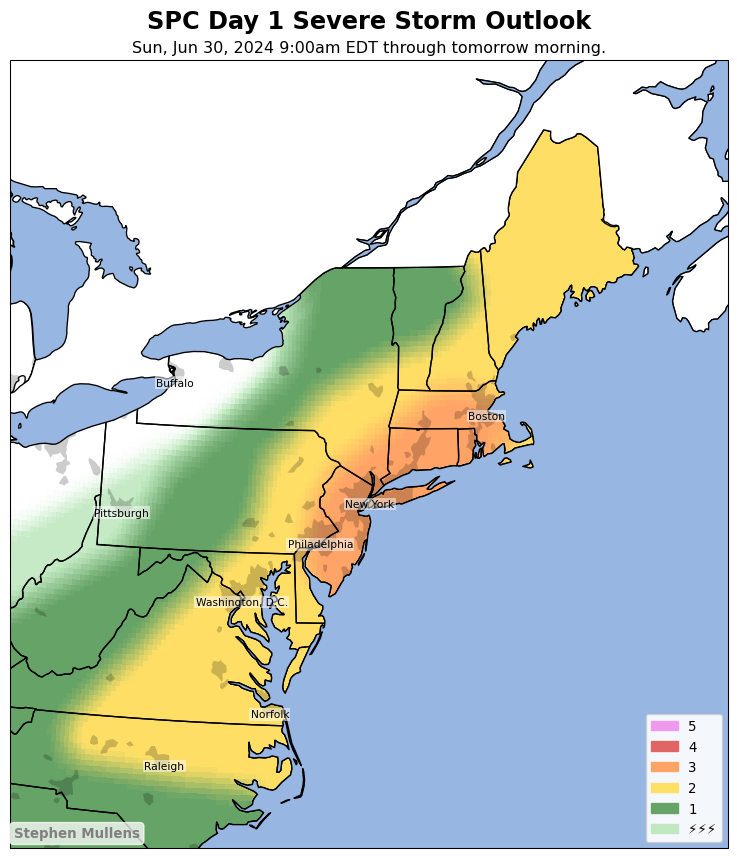 SPC Day 1 Severe Storm Outlook
Sun, Jun 30, 2024 9:00am EDT through tomorrow morning.
Buffalo
Boston
Pittsburgh
New York
Philadelphia
Washington, D.C.
Norfolk
Raleigh
5
4
3
2
1
⚡⚡⚡
Stephen Mullens